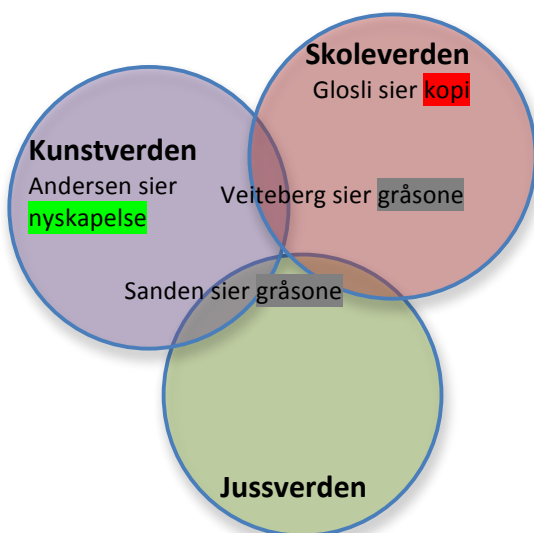 Skoleverden
Glosli sier kopi
Kunstverden
Andersen sier
nyskapelse
Veiteberg sier gråsone
Sanden sier gråsone
Jussverden